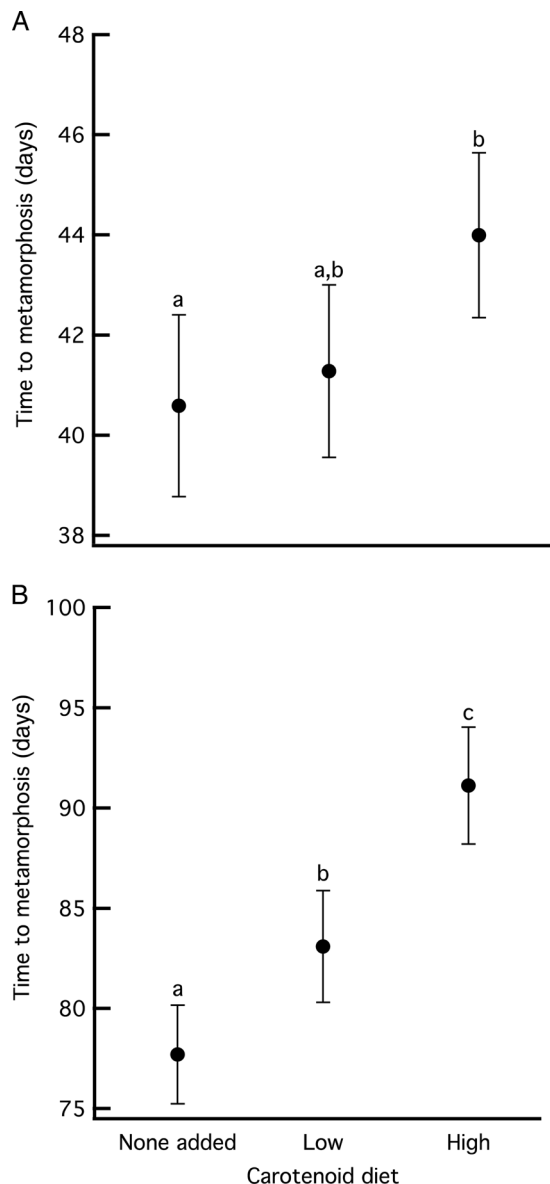 A
48
46
44
42
40
38
Time to metamorphosis (days)
a
a,b
b
B
100
95
90
85
80
75
Time to metamorphosis (days)
a
b
c
None added Low High
Carotenoid diet